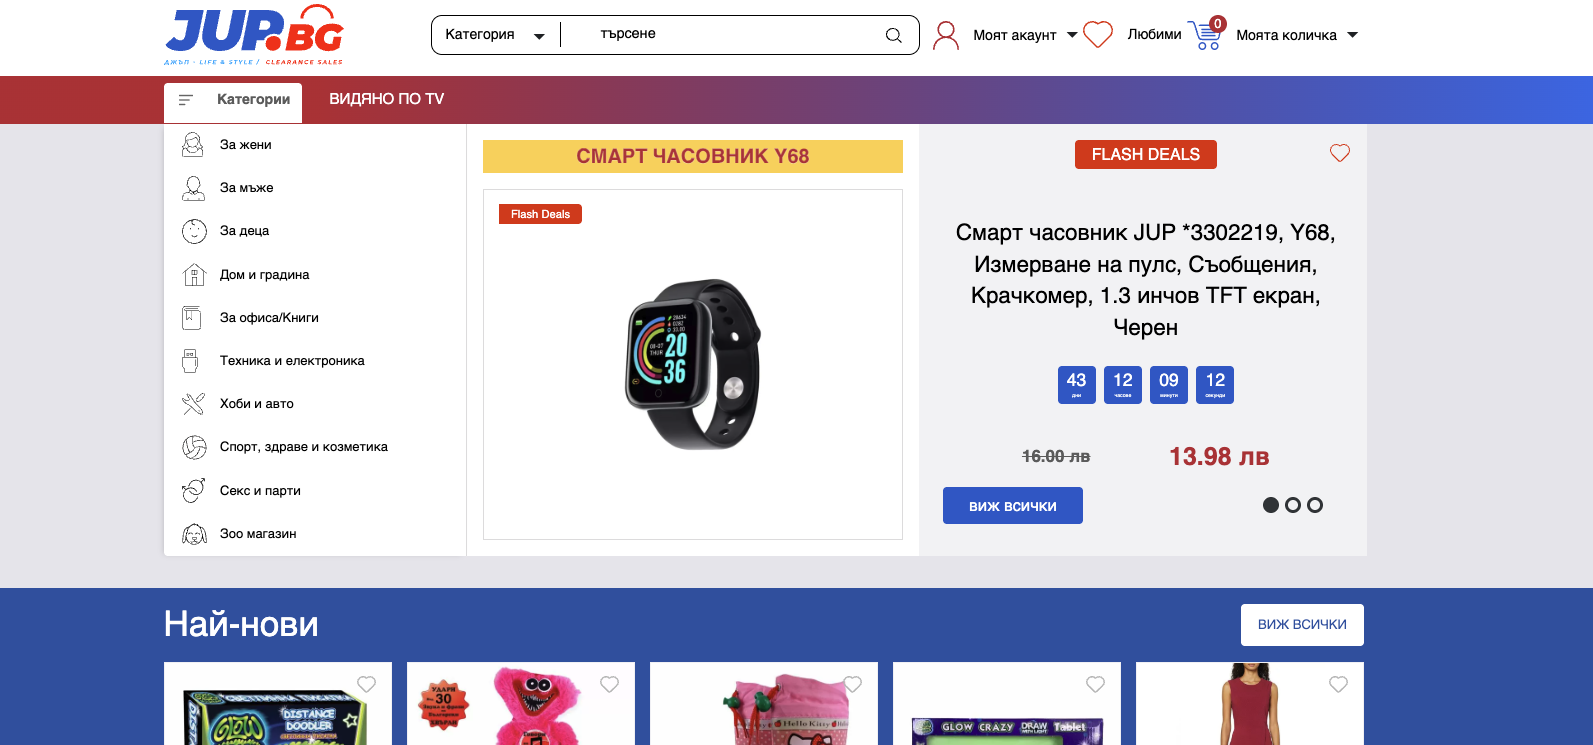 JUP.BG
ДЖЪП - LIFE & STYLE / CLEARANCE SALES
Категория
търсене
Моят акаунт
Любими
0
Моята количка
Категории
ВИДЯНО ПО TV
За жени
За мъже
За деца
Дом и градина
За офиса/Книги
Техника и електроника
Хоби и авто
Спорт, здраве и козметика
Секс и парти
Зоо магазин
СМАРТ ЧАСОВНИК Y68
Flash Deals
08-07
THUR
20
36
FLASH DEALS
Смарт часовник JUP *3302219, Y68,
Измерване на пулс, Съобщения,
Крачкомер, 1.3 инчов TFT екран,
Черен
43 12 09 12
дни часове минути секунди
16.00 лв
13.98 лв
ВИЖ ВСИЧКИ
Най-нови
ВИЖ ВСИЧКИ
GLOW
DISTANCE
DOODLER
УДАРИ
30
Hello Kitty
GLOW CRAZY DRAW WITH LIGHT Tablet